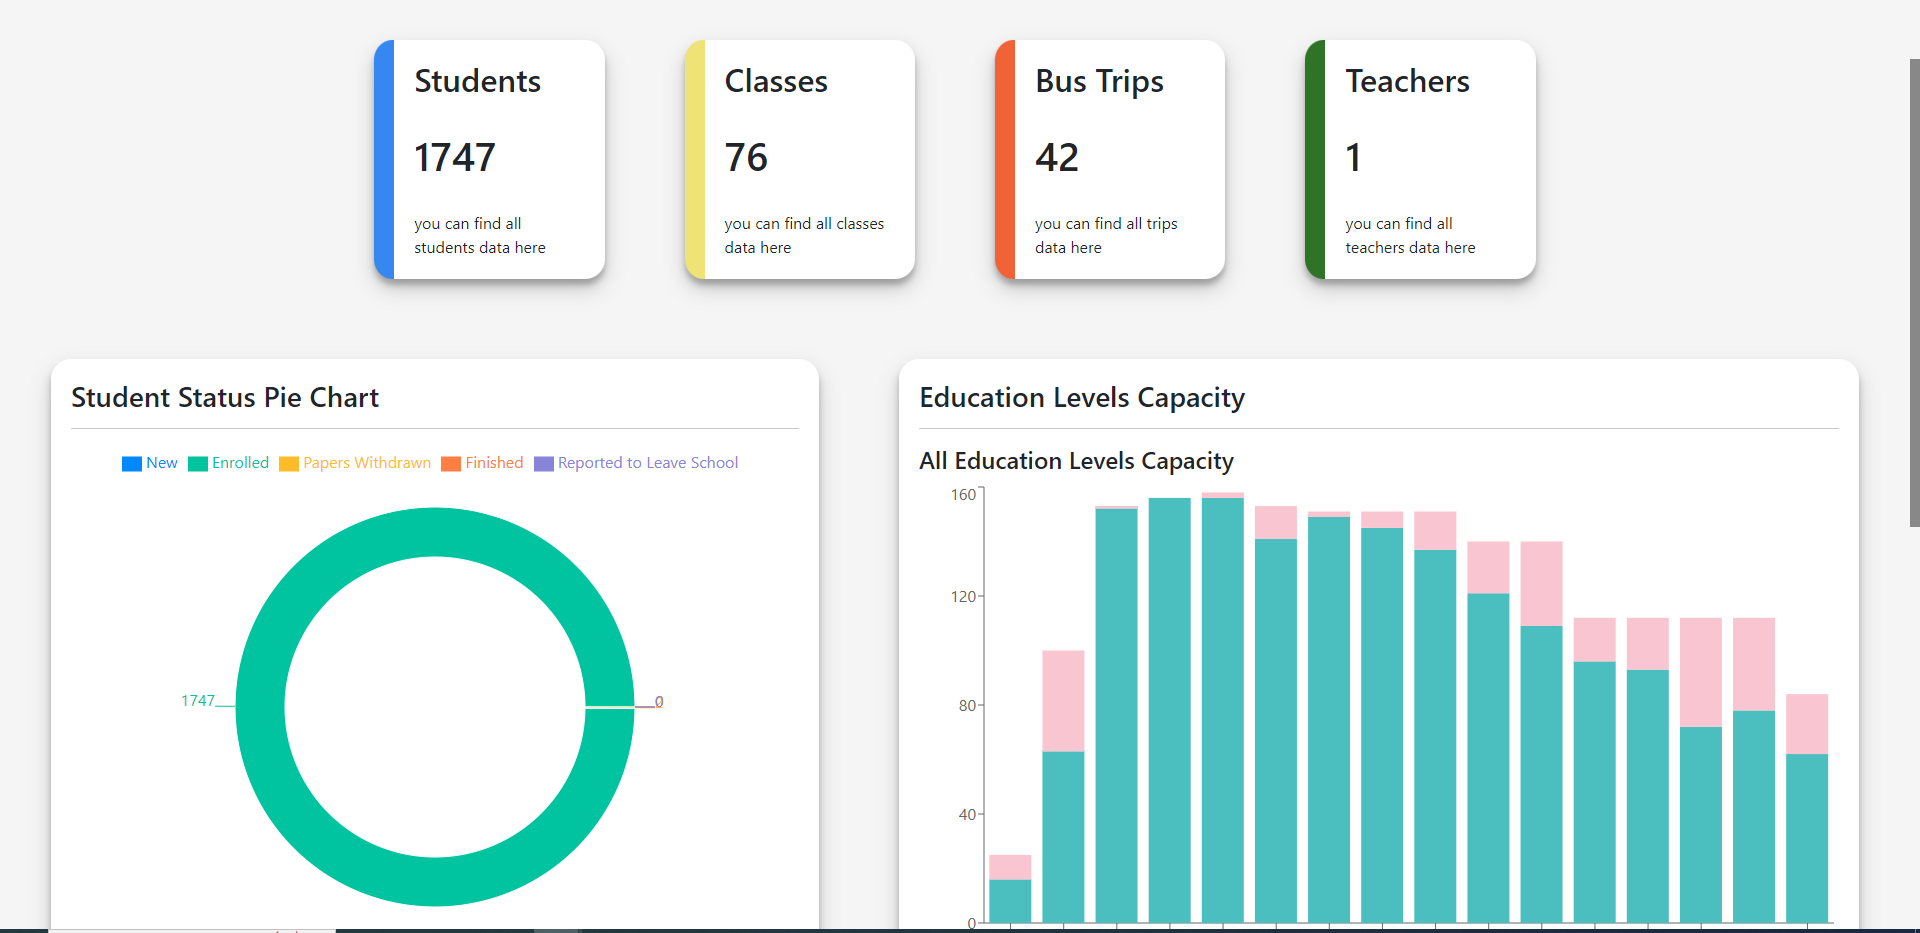 Students
1747
you can find all
students data here
Classes
76
you can find all classes
data here
Bus Trips
42
you can find all trips
data here
Teachers
1
you can find all
teachers data here
Student Status Pie Chart
New Enrolled Papers Withdrawn Finished Reported to Leave School
1747
0
Education Levels Capacity
All Education Levels Capacity
160
120
80
40
0